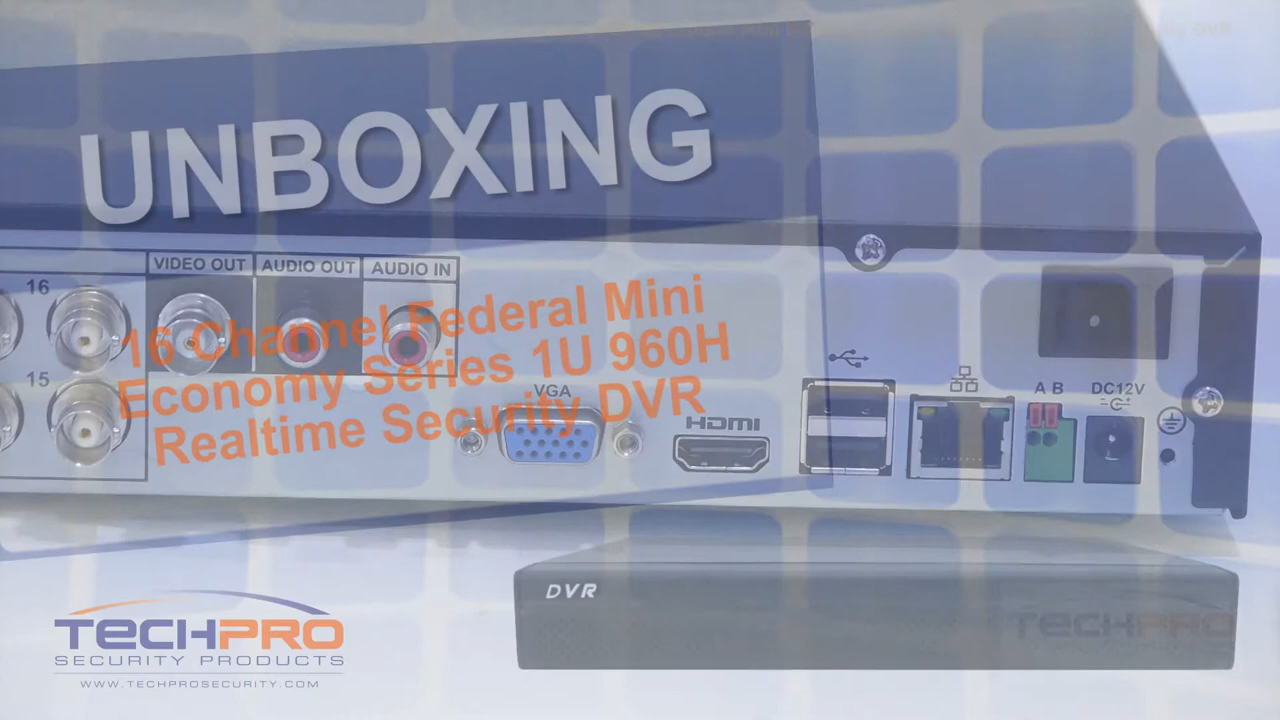 UNBOXING
VIDEO OUT
AUDIO OUT
AUDIO IN
16
16 Channel Federal Mini
Economy Series 1U 960H
Realtime Security DVR
15
VGA
HDMI
A B
DC12V
DVR
TECHPRO
TECHPRO
SECURITY PRODUCTS
WWW.TECHPROSECURITY.COM